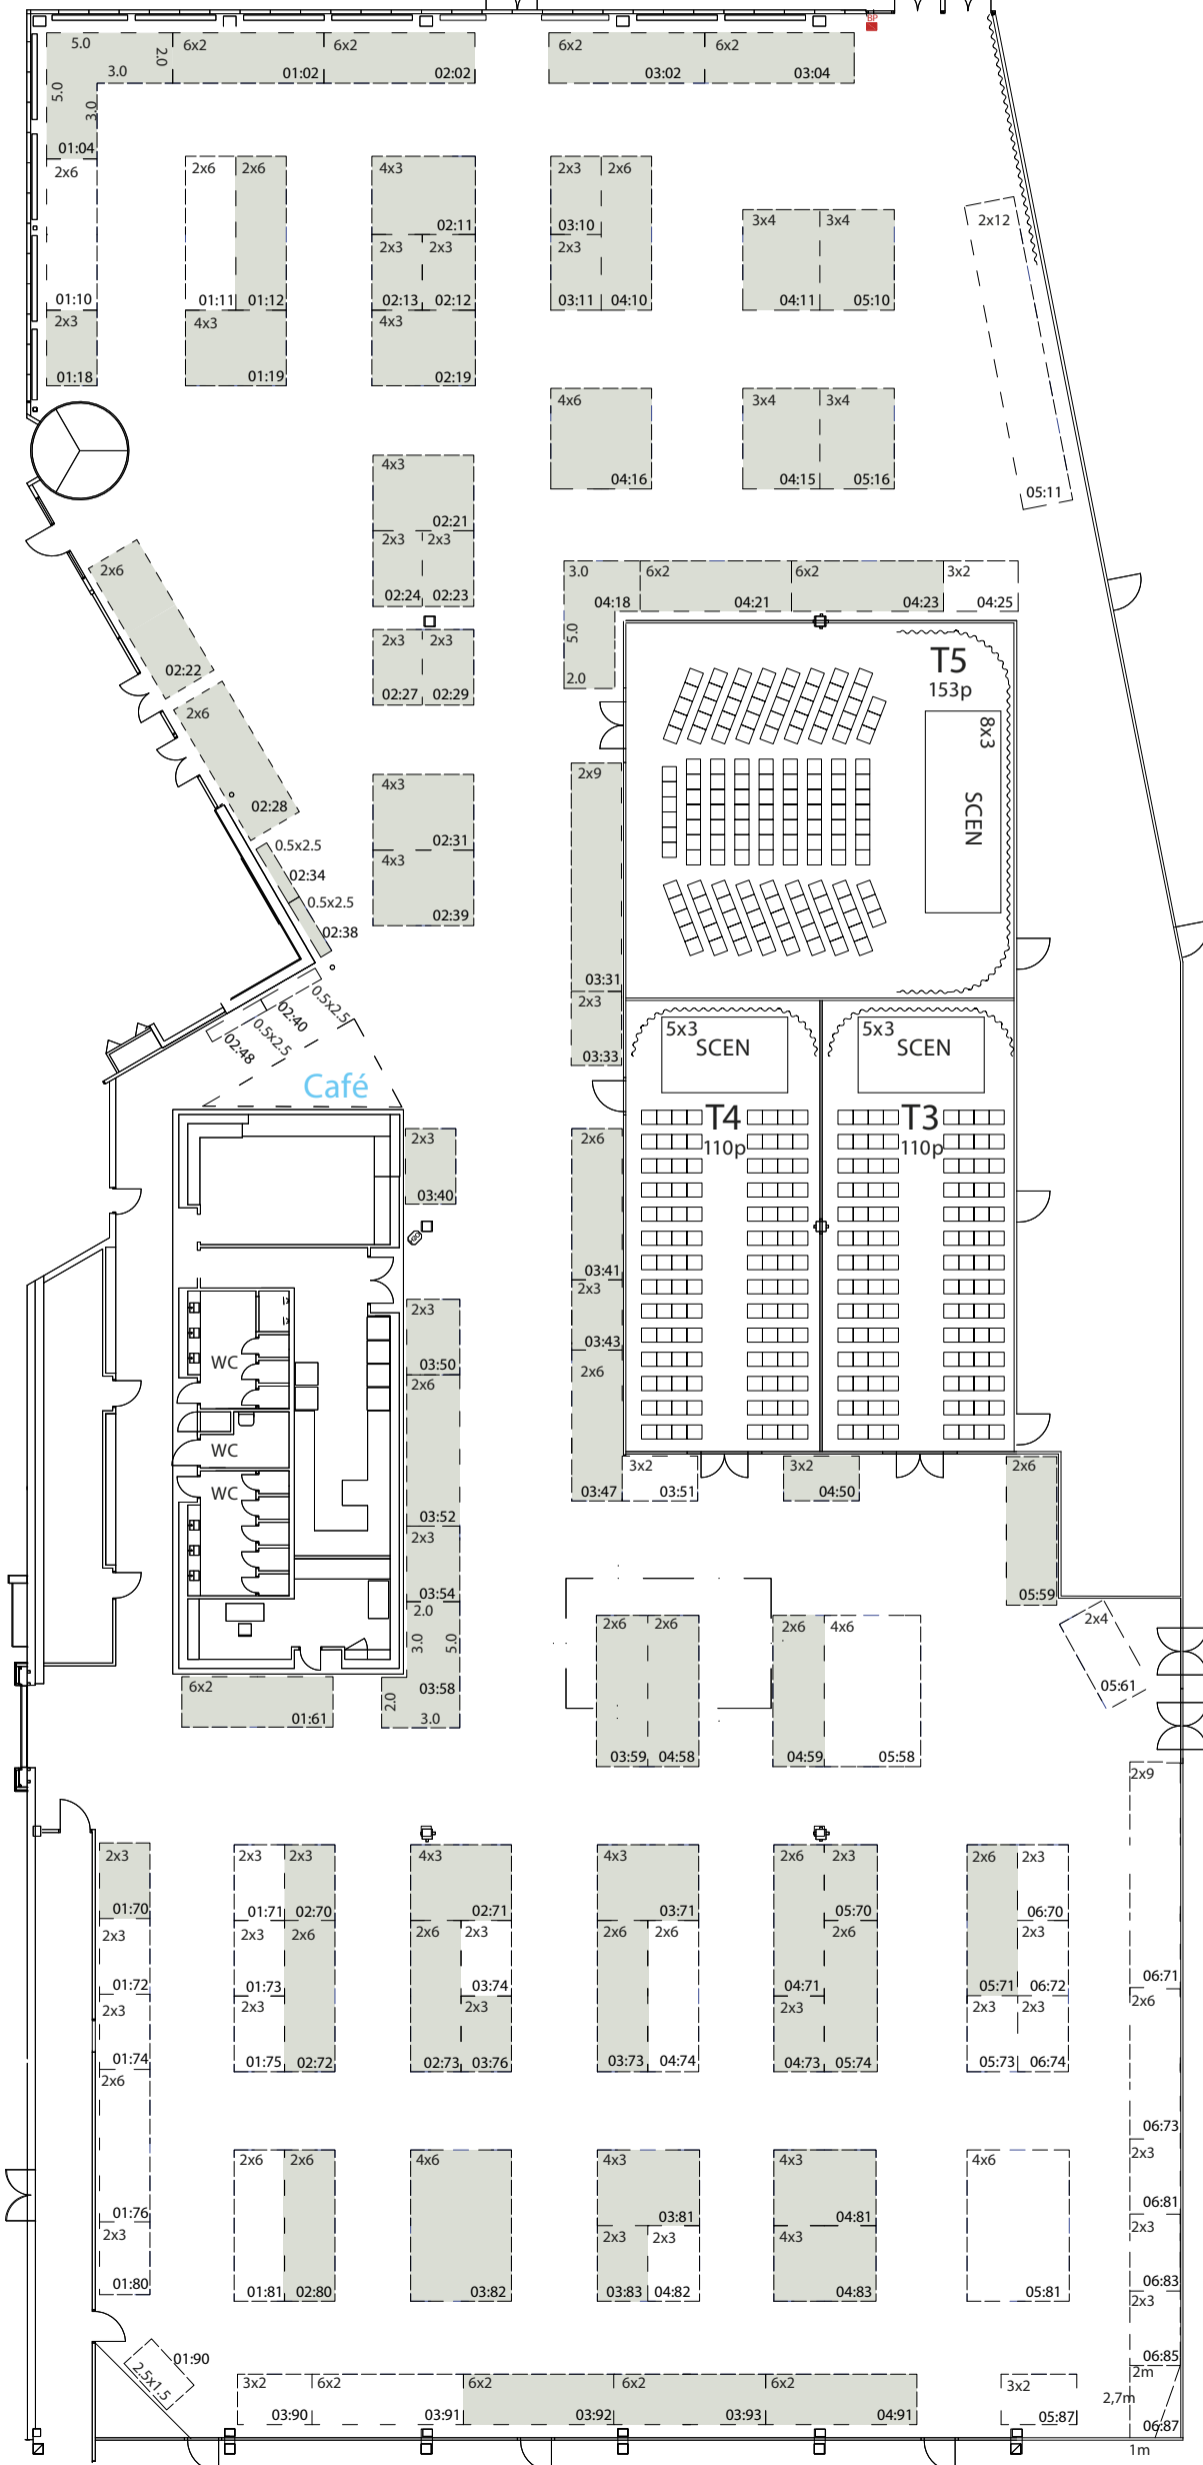 BP
5.0
2.0
6x2
6x2
6x2
6x2
3.0
01:02
02:02
03:02
03:04
5.0
3.0
01:04
2x6
2x6
2x6
4x3
2x3
2x6
02:11
03:10
3x4
3x4
2x12
2x3
2x3
2x3
01:10
01:11
01:12
02:13
02:12
03:11
04:10
04:11
05:10
2x3
4x3
4x3
01:18
01:19
02:19
4x6
3x4
3x4
4x3
04:16
04:15
05:16
05:11
02:21
2x3
2x3
2x6
3.0
6x2
6x2
3x2
02:24
02:23
04:18
04:21
04:23
04:25
5.0
2x3
2x3
T5
02:22
153p
2.0
02:27
02:29
2x6
8x3
2x9
4x3
02:28
SCEN
02:31
0.5x2.5
4x3
02:34
0.5x2.5
02:39
02:38
03:31
0.5x2.5
02:40
2x3
0.5x2.5
02:48
5x3
5x3
SCEN
SCEN
03:33
Café
T4
T3
2x3
2x6
110p
110p
03:40
03:41
2x3
2x3
03:43
WC
03:50
2x6
2x6
WC
3x2
3x2
2x6
WC
03:47
03:51
04:50
03:52
2x3
03:54
05:59
2.0
2x6
2x6
2x6
4x6
2x4
3.0
5.0
6x2
03:58
05:61
2.0
01:61
3.0
03:59
04:58
04:59
05:58
2x9
2x3
2x3
2x3
4x3
4x3
2x6
2x3
2x6
2x3
01:70
01:71
02:70
02:71
03:71
05:70
06:70
2x3
2x3
2x6
2x6
2x3
2x6
2x6
2x6
2x3
01:72
01:73
03:74
04:71
05:71
06:72
06:71
2x3
2x3
2x3
2x3
2x3
2x3
2x6
01:74
01:75
02:72
02:73
03:76
03:73
04:74
04:73
05:74
05:73
06:74
2x6
06:73
2x6
2x6
4x6
4x3
4x3
4x6
2x3
01:76
03:81
04:81
06:81
2x3
2x3
2x3
4x3
2x3
01:80
01:81
02:80
03:82
03:83
04:82
04:83
05:81
06:83
2x3
01:90
06:85
2.5x1.5
3x2
6x2
6x2
6x2
6x2
3x2
2m
2,7m
03:90
03:91
03:92
03:93
04:91
05:87
06:87
1m